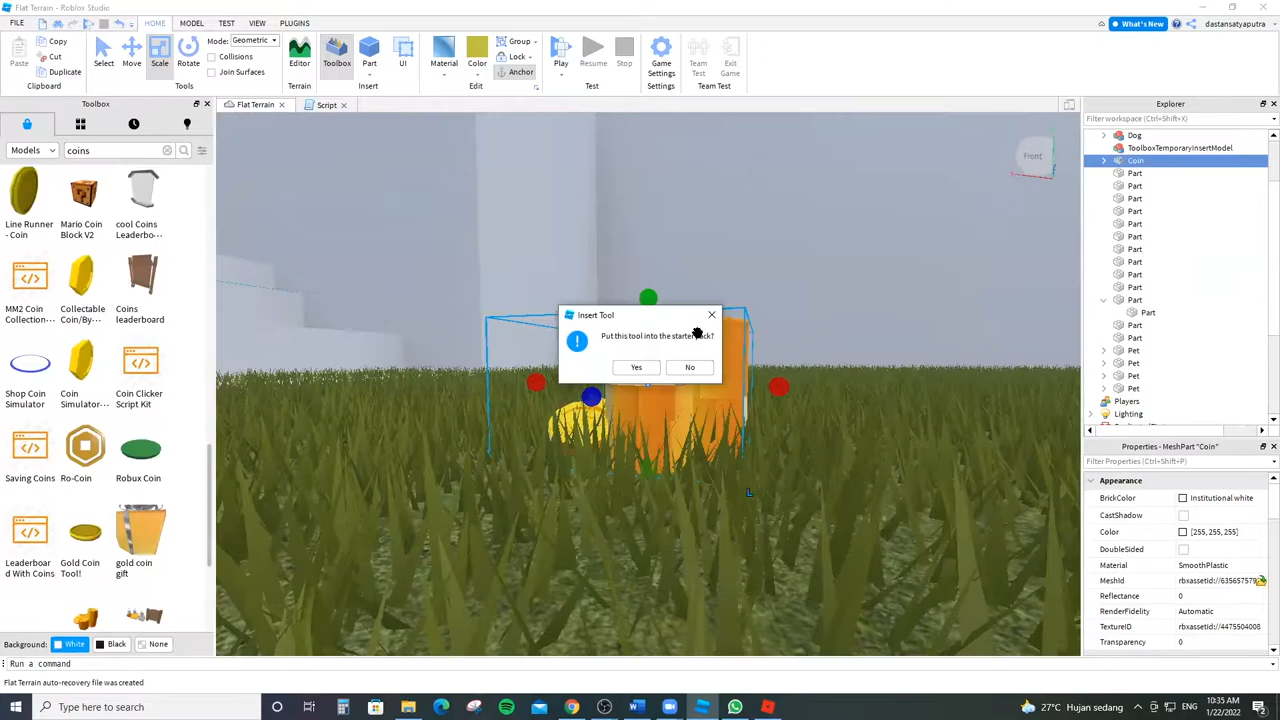 Flat Terrain - Roblox Studio
FILE
HOME
MODEL
TEST
VIEW
PLUGINS
What's New
dastansatyaputra
Copy
Cut
Paste
Duplicate
Clipboard
Select
Move
Scale
Rotate
Mode: Geometric
Collisions
Join Surfaces
Tools
Editor
Terrain
Toolbox
Part
UI
Insert
Material
Color
Group
Lock
Anchor
Edit
Play
Resume
Stop
Test
Game
Settings
Settings
Team
Test
Exit
Game
Team Test
Toolbox
Flat Terrain
Script
Models
coins
Line Runner
- Coin
Mario Coin
Block V2
cool Coins
Leaderbo···
MM2 Coin
Collection···
Collectable
Coin/By···
Coins
leaderboard
Shop Coin
Simulator
Coin
Simulator···
Coin Clicker
Script Kit
Saving Coins
Ro-Coin
Robux Coin
Leaderboar
d With Coins
Gold Coin
Tool!
gold coin
gift
Background:
White
Black
None
Front
Insert Tool
Put this tool into the starter
Yes
No
Explorer
Filter workspace (Ctrl+Shift+X)
Dog
ToolboxTemporaryInsertModel
Coin
Part
Part
Part
Part
Part
Part
Part
Part
Part
Part
Part
Part
Part
Part
Pet
Pet
Pet
Pet
Players
Lighting
Properties - MeshPart "Coin"
Filter Properties (Ctrl+Shift+P)
Appearance
BrickColor
Institutional white
CastShadow
Color
[255, 255, 255]
DoubleSided
Material
SmoothPlastic
MeshId
rbxassetid://635657579
Reflectance
0
RenderFidelity
Automatic
TextureID
rbxassetid://4475504008
Transparency
0
Run a command
Flat Terrain auto-recovery file was created
Type here to search
27°C Hujan sedang
10:35 AM
1/22/2022
2